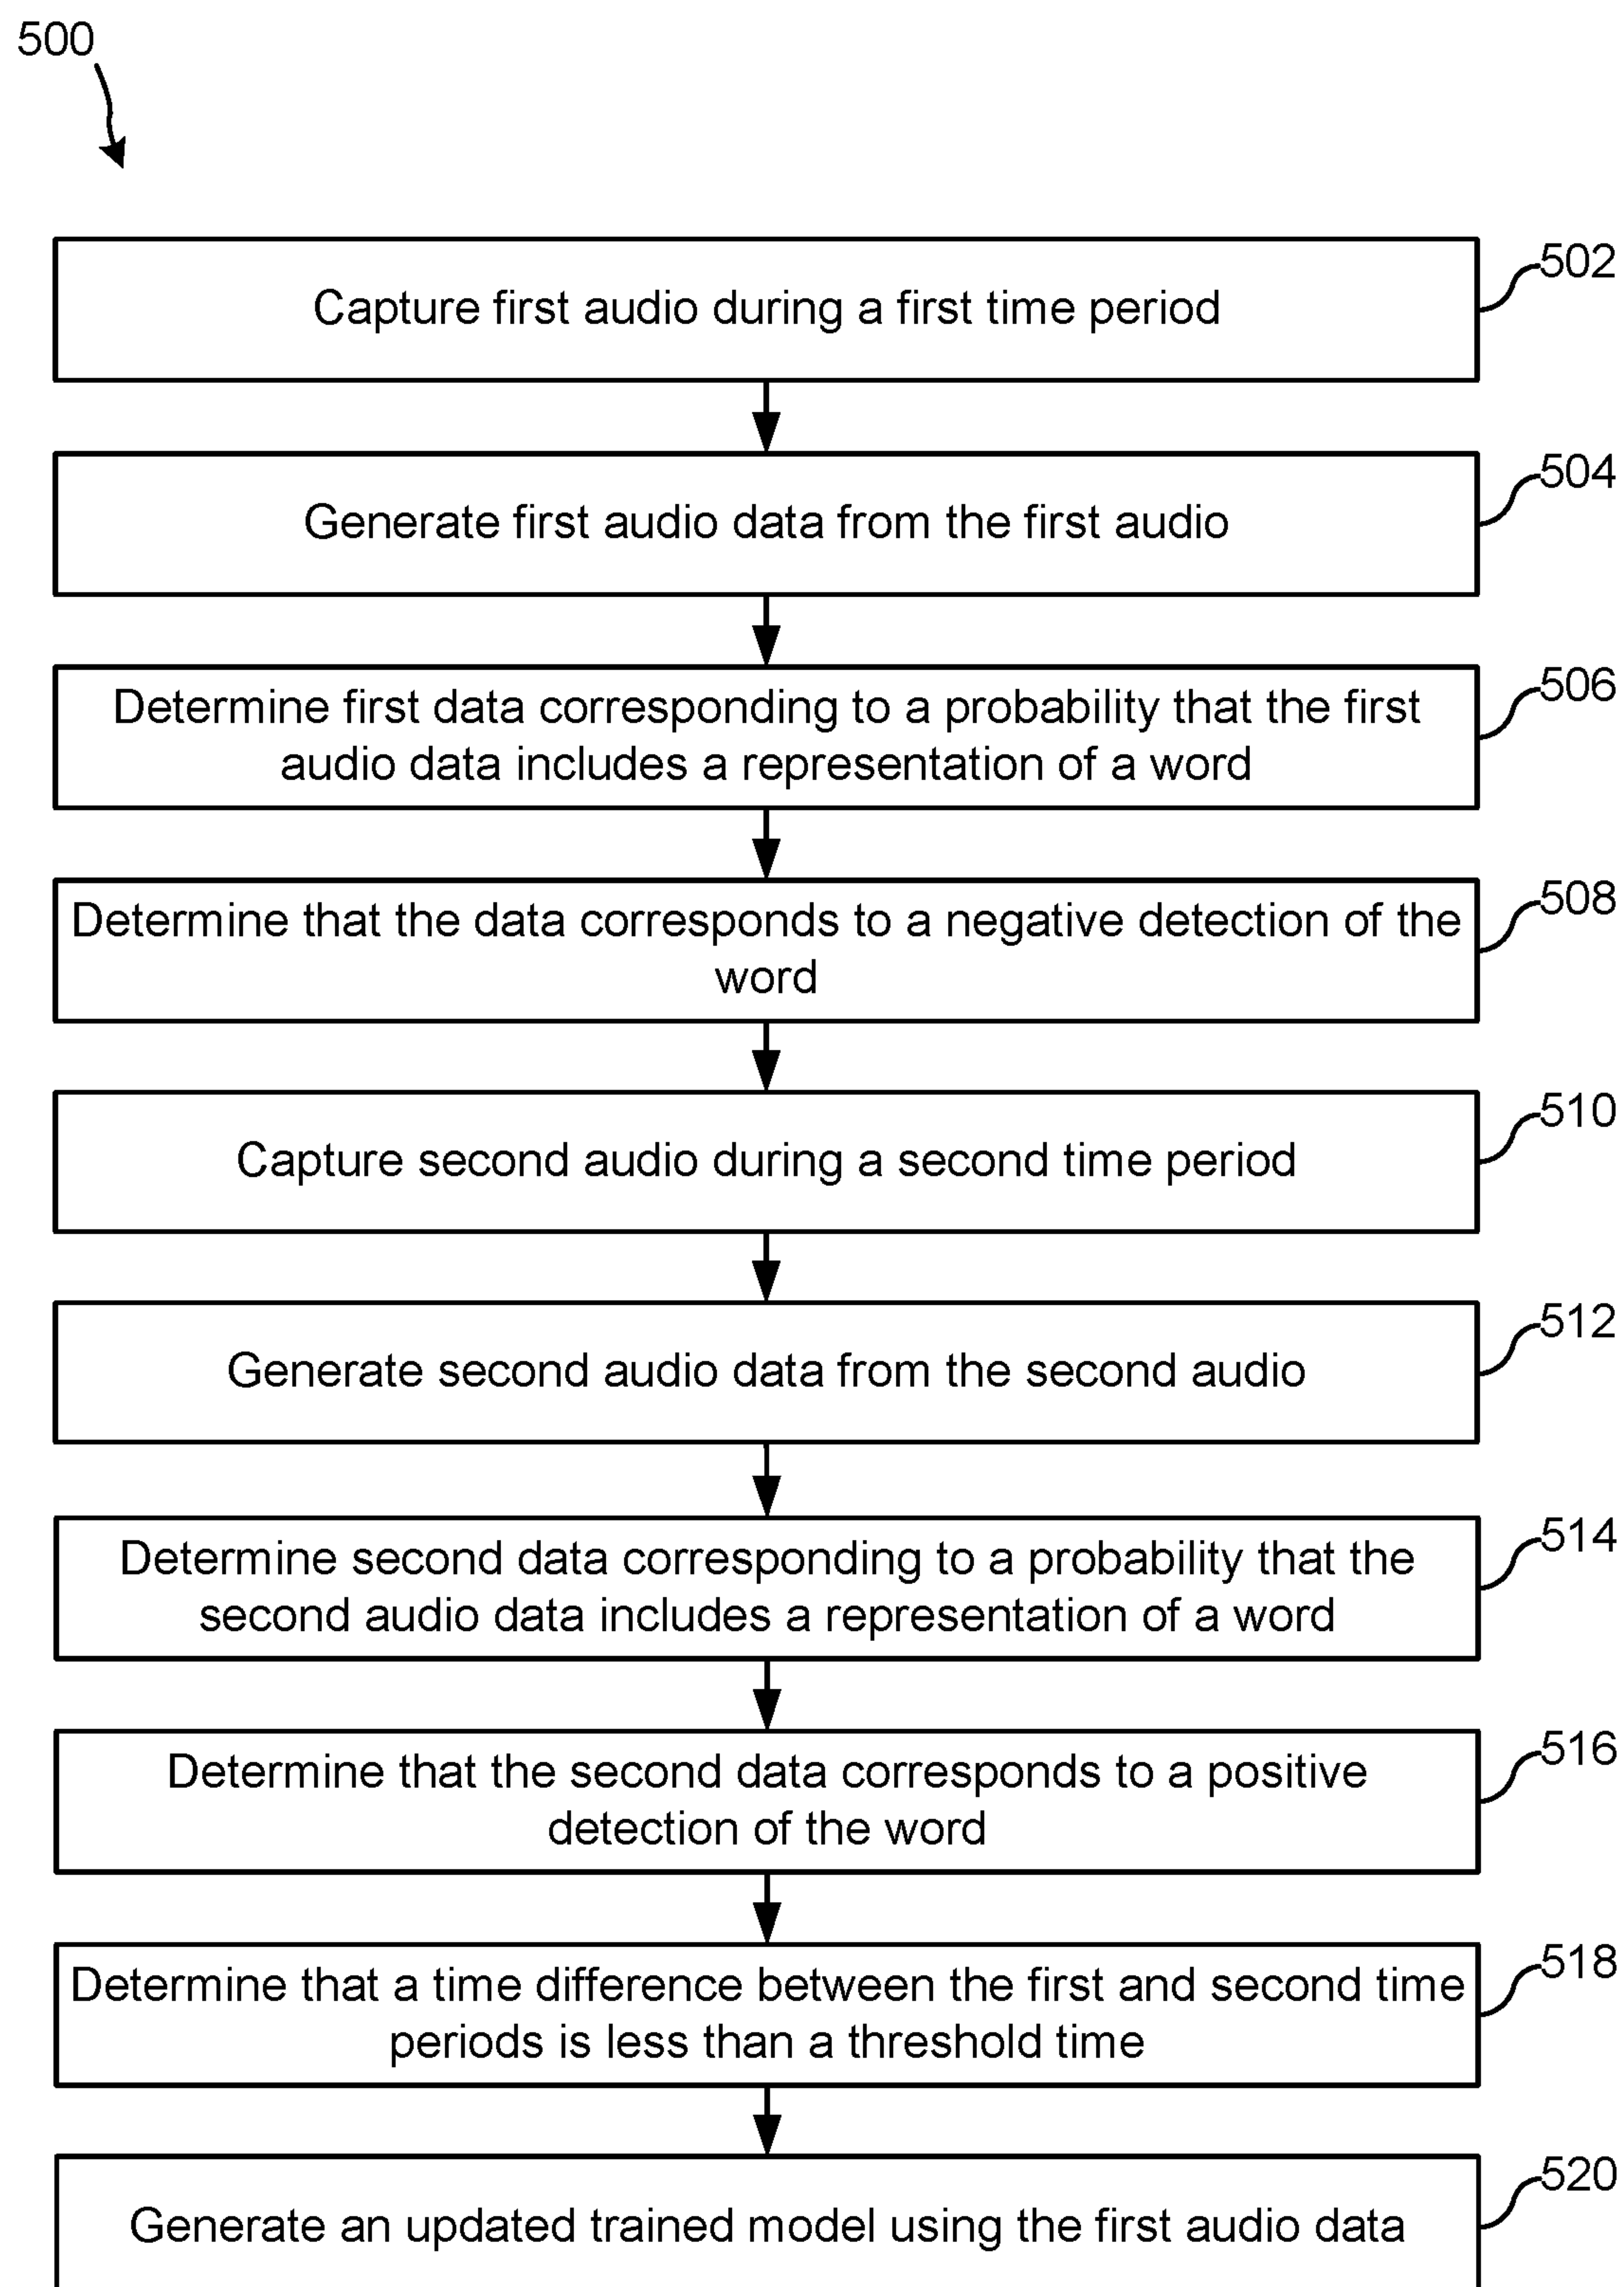 500
Capture first audio during a first time period
502
Generate first audio data from the first audio
504
Determine first data corresponding to a probability that the first
audio data includes a representation of a word
506
Determine that the data corresponds to a negative detection of the
word
508
Capture second audio during a second time period
510
Generate second audio data from the second audio
512
Determine second data corresponding to a probability that the
second audio data includes a representation of a word
514
Determine that the second data corresponds to a positive
detection of the word
516
Determine that a time difference between the first and second time
periods is less than a threshold time
518
Generate an updated trained model using the first audio data
520